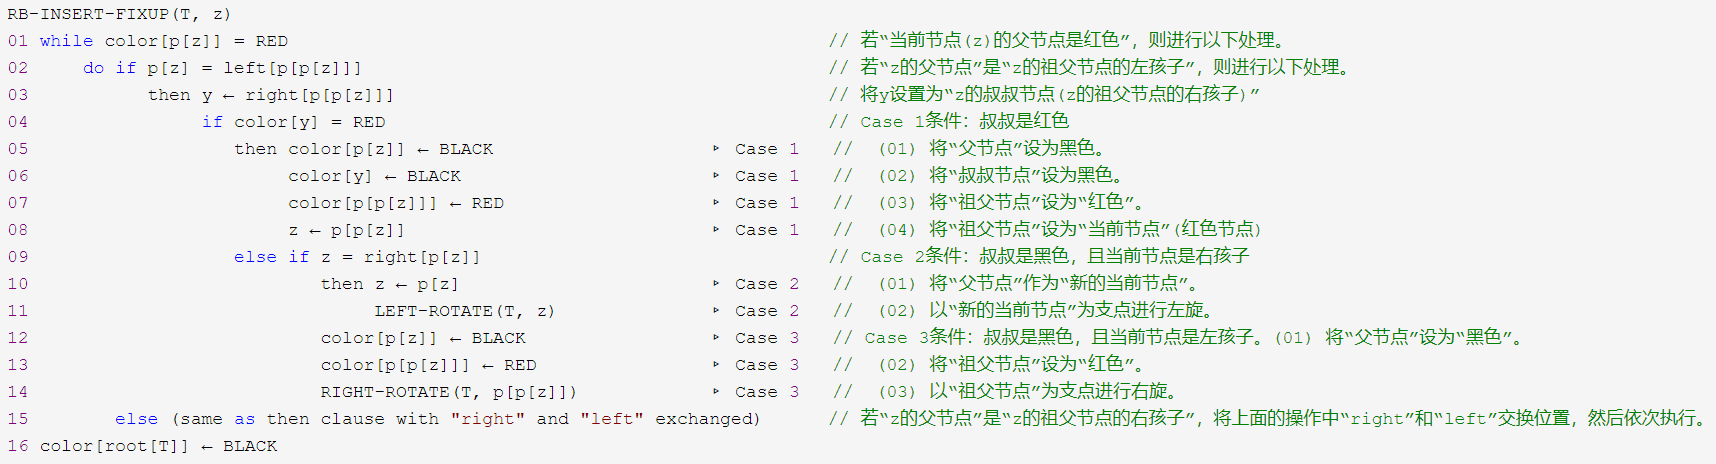 RB-INSERT-FIXUP(T, z)
01 while color[p[z]] = RED // 若“当前节点(z)的父节点是红色”，则进行以下处理。
02 do if p[z] = left[p[p[z]]] // 若“z的父节点”是“z的祖父节点的左孩子”，则进行以下处理。
03 then y ← right[p[p[z]]] // 将y设置为“z的叔叔节点(z的祖父节点的右孩子)”
04 if color[y] = RED // Case 1条件：叔叔是红色
05 then color[p[z]] ← BLACK ▹ Case 1 // (01) 将“父节点”设为黑色。
06 color[y] ← BLACK ▹ Case 1 // (02) 将“叔叔节点”设为黑色。
07 color[p[p[z]]] ← RED ▹ Case 1 // (03) 将“祖父节点”设为“红色”。
08 z ← p[p[z]] ▹ Case 1 // (04) 将“祖父节点”设为“当前节点”(红色节点)
09 else if z = right[p[z]] // Case 2条件：叔叔是黑色，且当前节点是右孩子
10 then z ← p[z] ▹ Case 2 // (01) 将“父节点”作为“新的当前节点”。
11 LEFT-ROTATE(T, z) ▹ Case 2 // (02) 以“新的当前节点”为支点进行左旋。
12 color[p[z]] ← BLACK ▹ Case 3 // Case 3条件：叔叔是黑色，且当前节点是左孩子。(01) 将“父节点”设为“黑色”。
13 color[p[p[z]]] ← RED ▹ Case 3 // (02) 将“祖父节点”设为“红色”。
14 RIGHT-ROTATE(T, p[p[z]]) ▹ Case 3 // (03) 以“祖父节点”为支点进行右旋。
15 else (same as then clause with "right" and "left" exchanged) // 若“z的父节点”是“z的祖父节点的右孩子”，将上面的操作中“right”和“left”交换位置，然后依次执行。
16 color[root[T]] ← BLACK